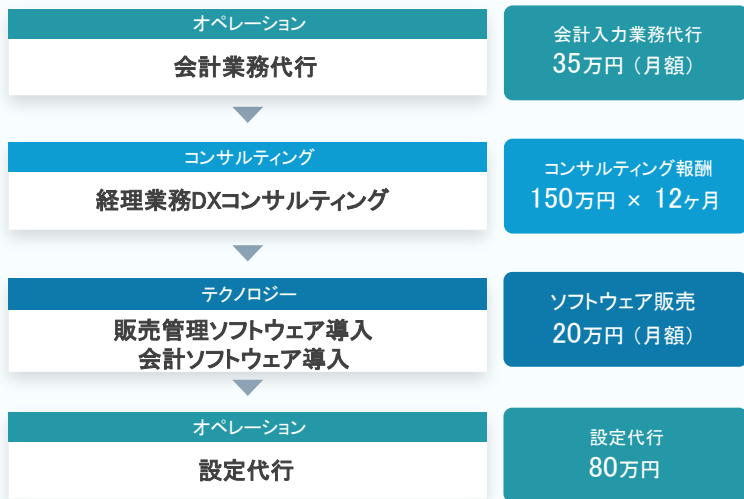 オペレーション
会計業務代行
会計入力業務代行
35万円（月額）
コンサルティング
経理業務DXコンサルティング
コンサルティング報酬
150万円 × 12ヶ月
テクノロジー
販売管理ソフトウェア導入
会計ソフトウェア導入
ソフトウェア販売
20万円（月額）
オペレーション
設定代行
設定代行
80万円